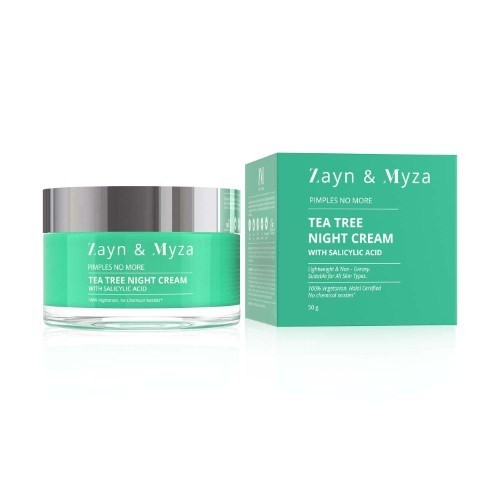 Zayn & Myza
PIMPLES NO MORE
TEA TREE NIGHT CREAM
WITH SALICYLIC ACID
100% vegetarian, no chemical nasties*
Zayn & Myza
PIMPLES NO MORE
TEA TREE
NIGHT CREAM
WITH SALICYLIC ACID
Lightweight & Non - Greasy.
Suitable for All Skin Types.
100% Vegetarian. Halal Certified
No chemical nasties*
50 g